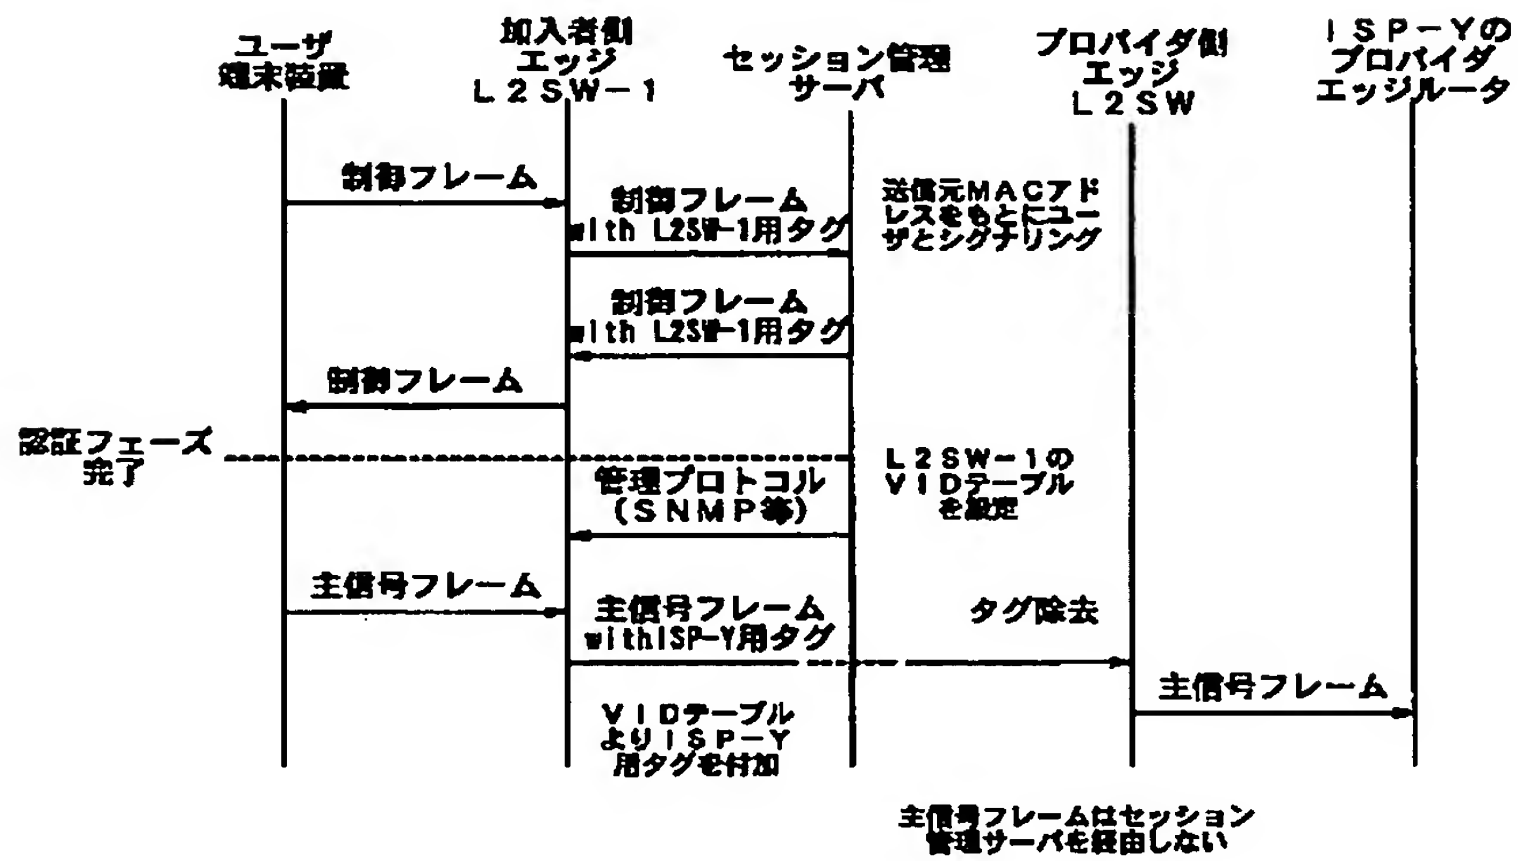 ユーザ
端末装置
加入者側
エッジ
L2SW-1
セッション管理
サーバ
プロバイダ側
エッジ
L2SW
ISP-Yの
プロバイダ
エッジルータ
制御フレーム
制御フレーム
with L2SW-1用タグ
送信元MACアド
レスをもとにユー
ザとシグナリング
制御フレーム
with L2SW-1用タグ
制御フレーム
認証フェーズ
完了
管理プロトコル
(SNMP等)
L2SW-1の
VIDテーブル
を設定
主信号フレーム
主信号フレーム
withISP-Y用タグ
タグ除去
主信号フレーム
VIDテーブル
よりISP-Y
用タグを付加
主信号フレームはセッション
管理サーバを経由しない